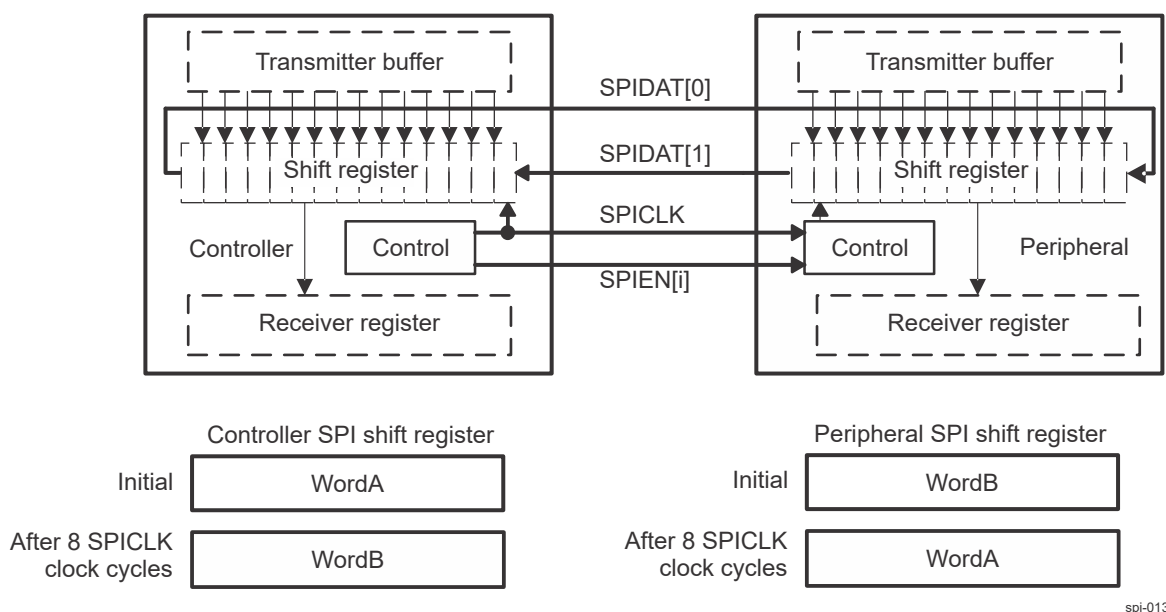 Transmitter buffer
Transmitter buffer
SPIDAT[0]
Shift register
SPIDAT[1]
Shift register
SPICLK
Controller
Control
Control
Peripheral
SPIEN[i]
Receiver register
Receiver register
Controller SPI shift register
Peripheral SPI shift register
Initial
WordA
Initial
WordB
After 8 SPICLK
clock cycles
WordB
After 8 SPICLK
clock cycles
WordA
spi-013